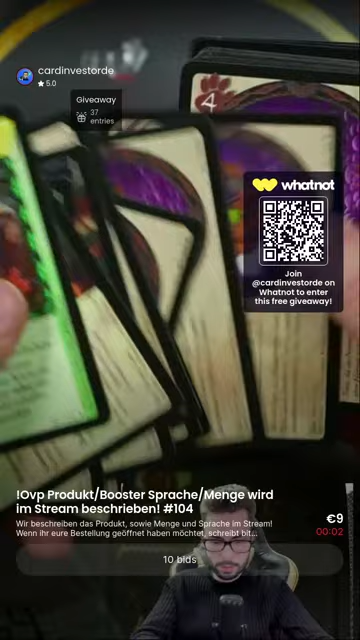 cardinvestorde
★ 5.0
Giveaway
37
entries
4
whatnot
Join
@cardinvestorde on
Whatnot to enter
this free giveaway!
!Ovp Produkt/Booster Sprache/Menge wird
im Stream beschrieben! #104
€9
Wir beschreiben das Produkt, sowie Menge und Sprache im Stream!
00:02
Wenn ihr eure Bestellung geöffnet haben möchtet, schreibt bit...
10 bids